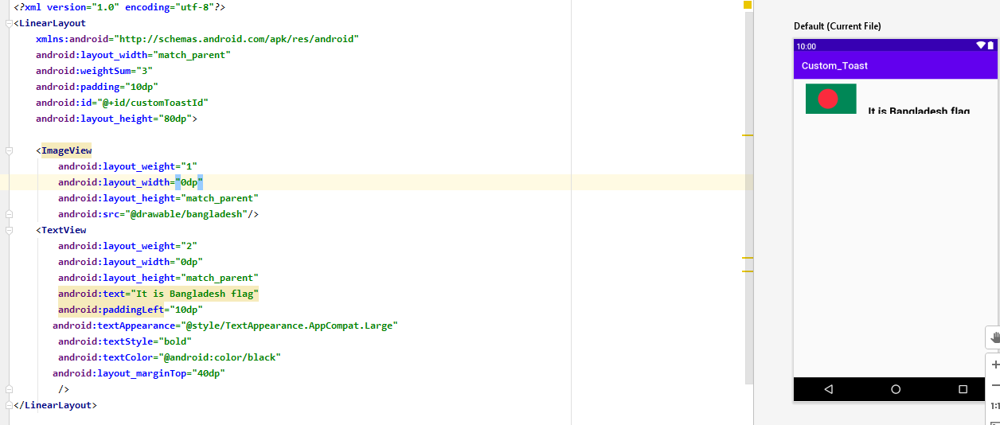 <?xml version="1.0" encoding="utf-8"?>
<LinearLayout
xmlns:android="http://schemas.android.com/apk/res/android"
android:layout_width="match_parent"
android:weightSum="3"
android:padding="10dp"
android:id="@+id/customToastId"
android:layout_height="80dp">
<ImageView
android:layout_weight="1"
android:layout_width="0dp"
android:layout_height="match_parent"
android:src="@drawable/bangladesh"/>
<TextView
android:layout_weight="2"
android:layout_width="0dp"
android:layout_height="match_parent"
android:text="It is Bangladesh flag"
android:paddingLeft="10dp"
android:textAppearance="@style/TextAppearance.AppCompat.Large"
android:textStyle="bold"
android:textColor="@android:color/black"
android:layout_marginTop="40dp"
/>
</LinearLayout>
Default (Current File)
10:00
Custom_Toast
It is Bangladesh flag
1:1